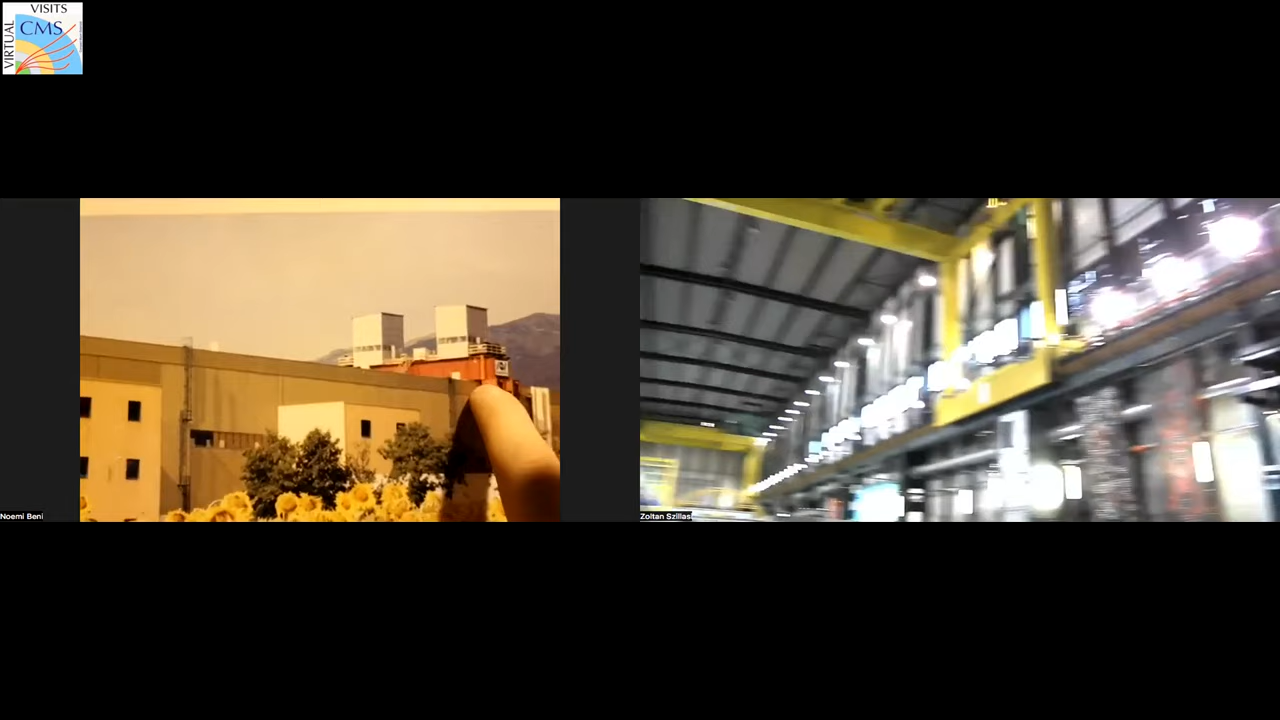 VISITS
CMS
VIRTUAL
Noemi Beni
Zoltan Szillasi